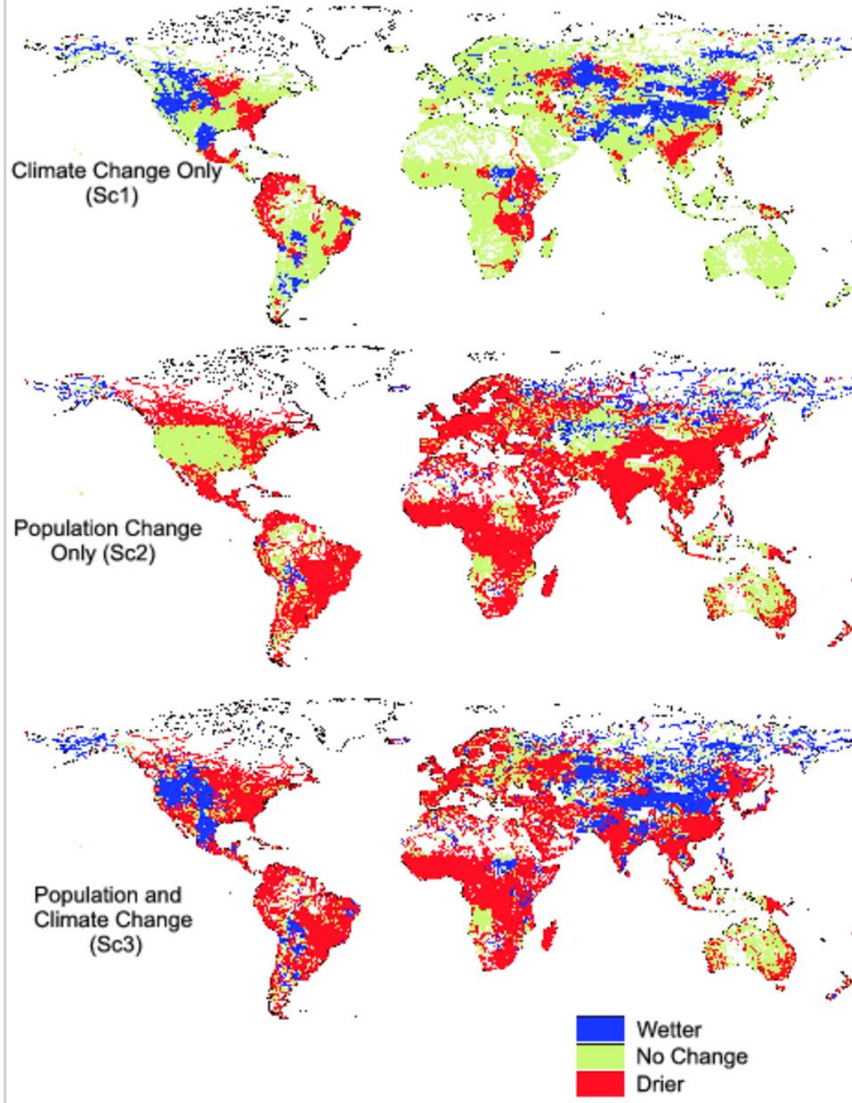 Climate Change Only
(Sc1)
Population Change
Only (Sc2)
Population and
Climate Change
(Sc3)
Wetter
No Change
Drier